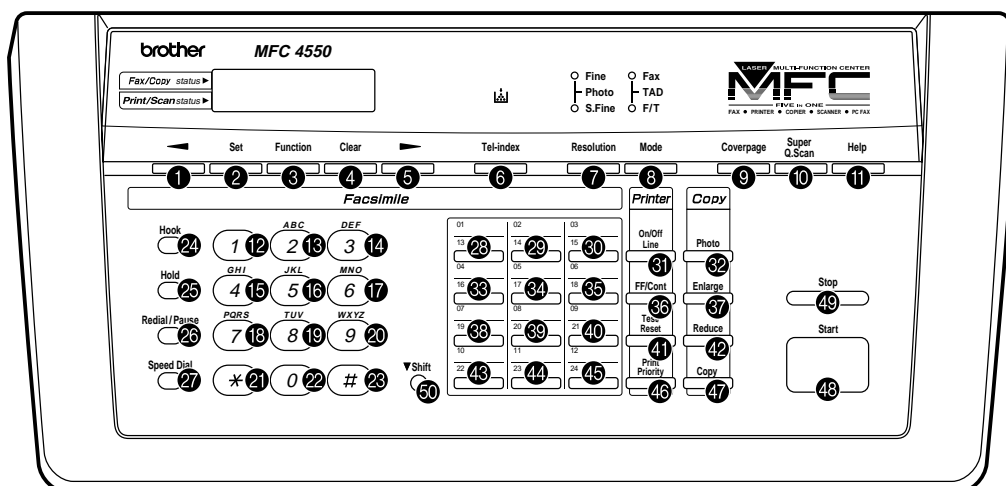 brother MFC 4550
Fax/Copy status
Print/Scan status
Fine Fax
Photo TAD
S.Fine F/T
LASER MULTI-FUNCTION CENTER
MFC
FIVE IN ONE
FAX ● PRINTER ● COPIER ● SCANNER ● PC FAX
Set Function Clear Tel-index Resolution Mode Coverpage Super Q.Scan Help
1 2 3 4 5 6 7 8 9 10 11
Facsimile Printer Copy
Hook 24 1 12 ABC 2 13 DEF 3 14
Hold 25 GHI 4 15 JKL 5 16 MNO 6 17
Redial/Pause 26 PQRS 7 18 TUV 8 19 WXYZ 9 20
Speed Dial 27 * 21 0 22 # 23
▼Shift 50
01 02 03
13 28 14 29 15 30
04 05 06
16 33 17 34 18 35
07 08 09
19 38 20 39 21 40
10 11 12
22 43 23 44 24 45
On/Off Line 31 Photo 32
FF/Cont 36 Enlarge 37
Test Reset 41 Reduce 42
Print Priority 46 Copy 47
Stop
49
Start
48